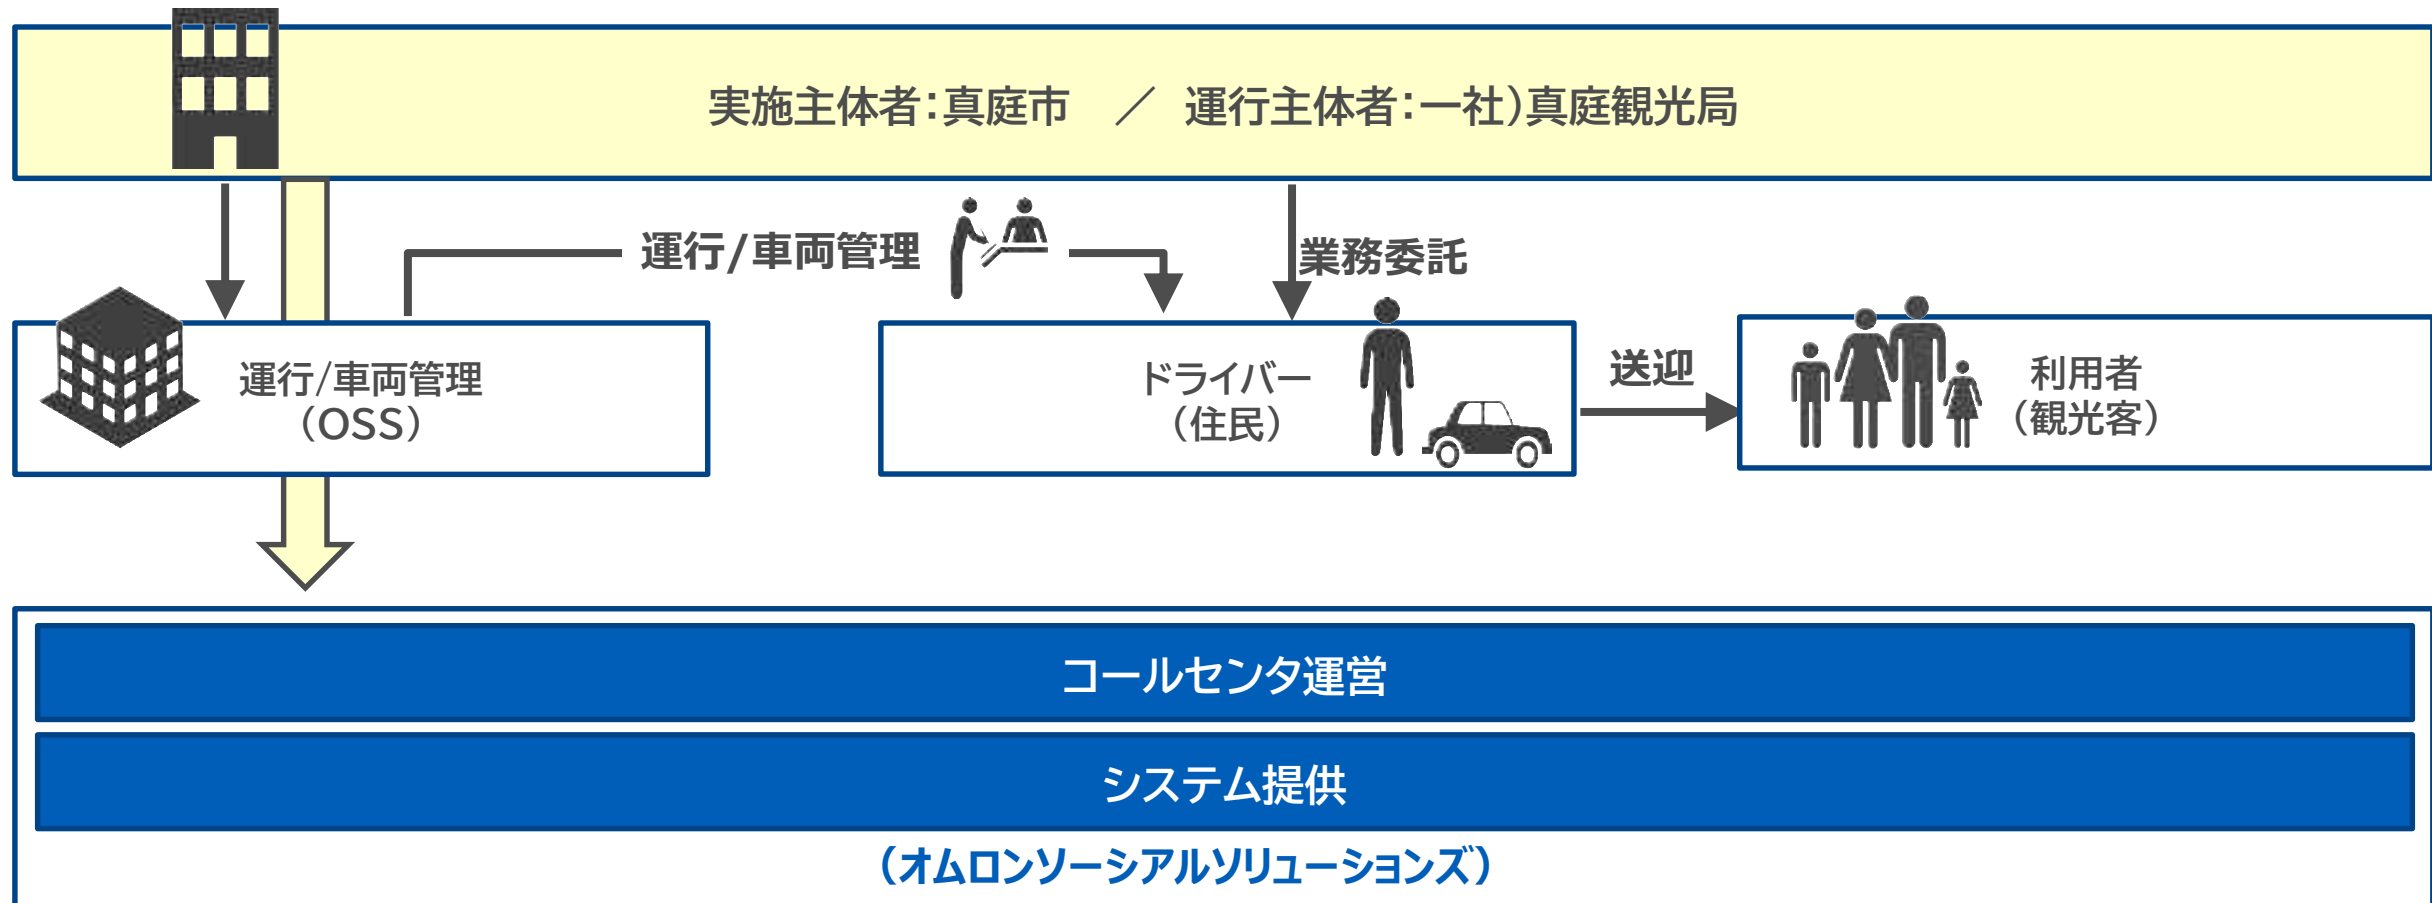 実施主体者：真庭市　／　運行主体者：一社）真庭観光局
運行/車両管理
業務委託
運行/車両管理
（OSS）
ドライバー
（住民）
送迎
利用者
（観光客）
コールセンタ運営
システム提供
（オムロンソーシアルソリューションズ）